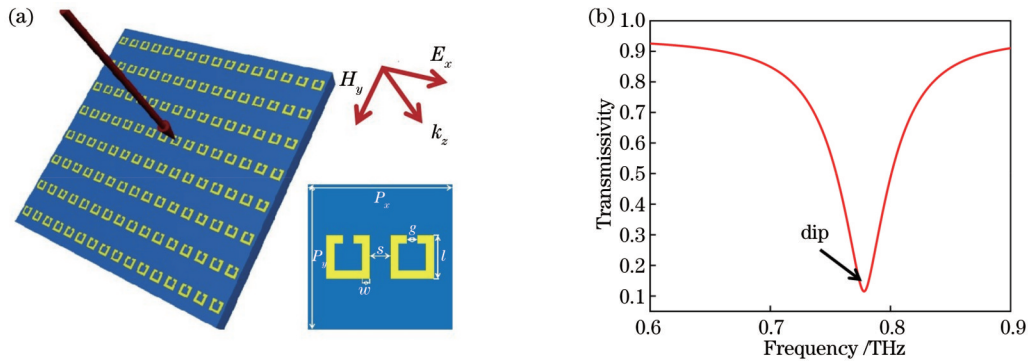 (a)
E_x
H_y
k_z
P_x
g
P_y
s
l
w
(b)
Transmissivity
1.0
0.9
0.8
0.7
0.6
0.5
0.4
0.3
0.2
0.1
dip
0.6 0.7 0.8 0.9
Frequency /THz